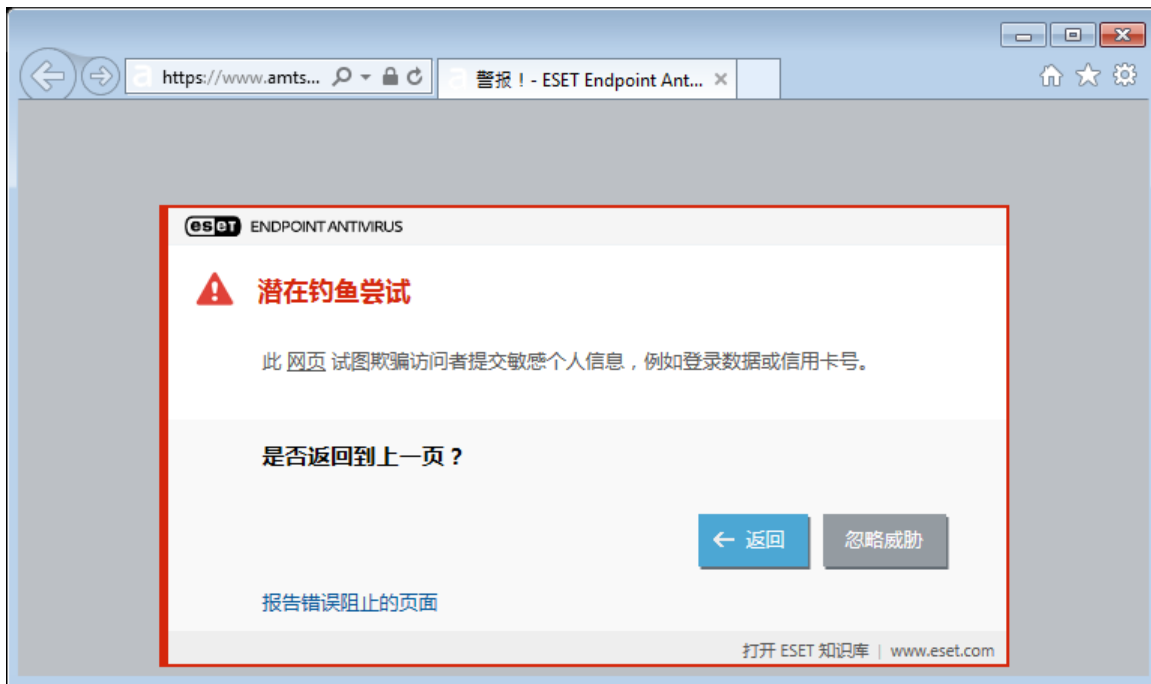 https://www.amts...
警报！- ESET Endpoint Ant...
eseT ENDPOINT ANTIVIRUS
潜在钓鱼尝试
此 网页 试图欺骗访问者提交敏感个人信息，例如登录数据或信用卡号。
是否返回到上一页？
← 返回 忽略威胁
报告错误阻止的页面
打开 ESET 知识库 | www.eset.com